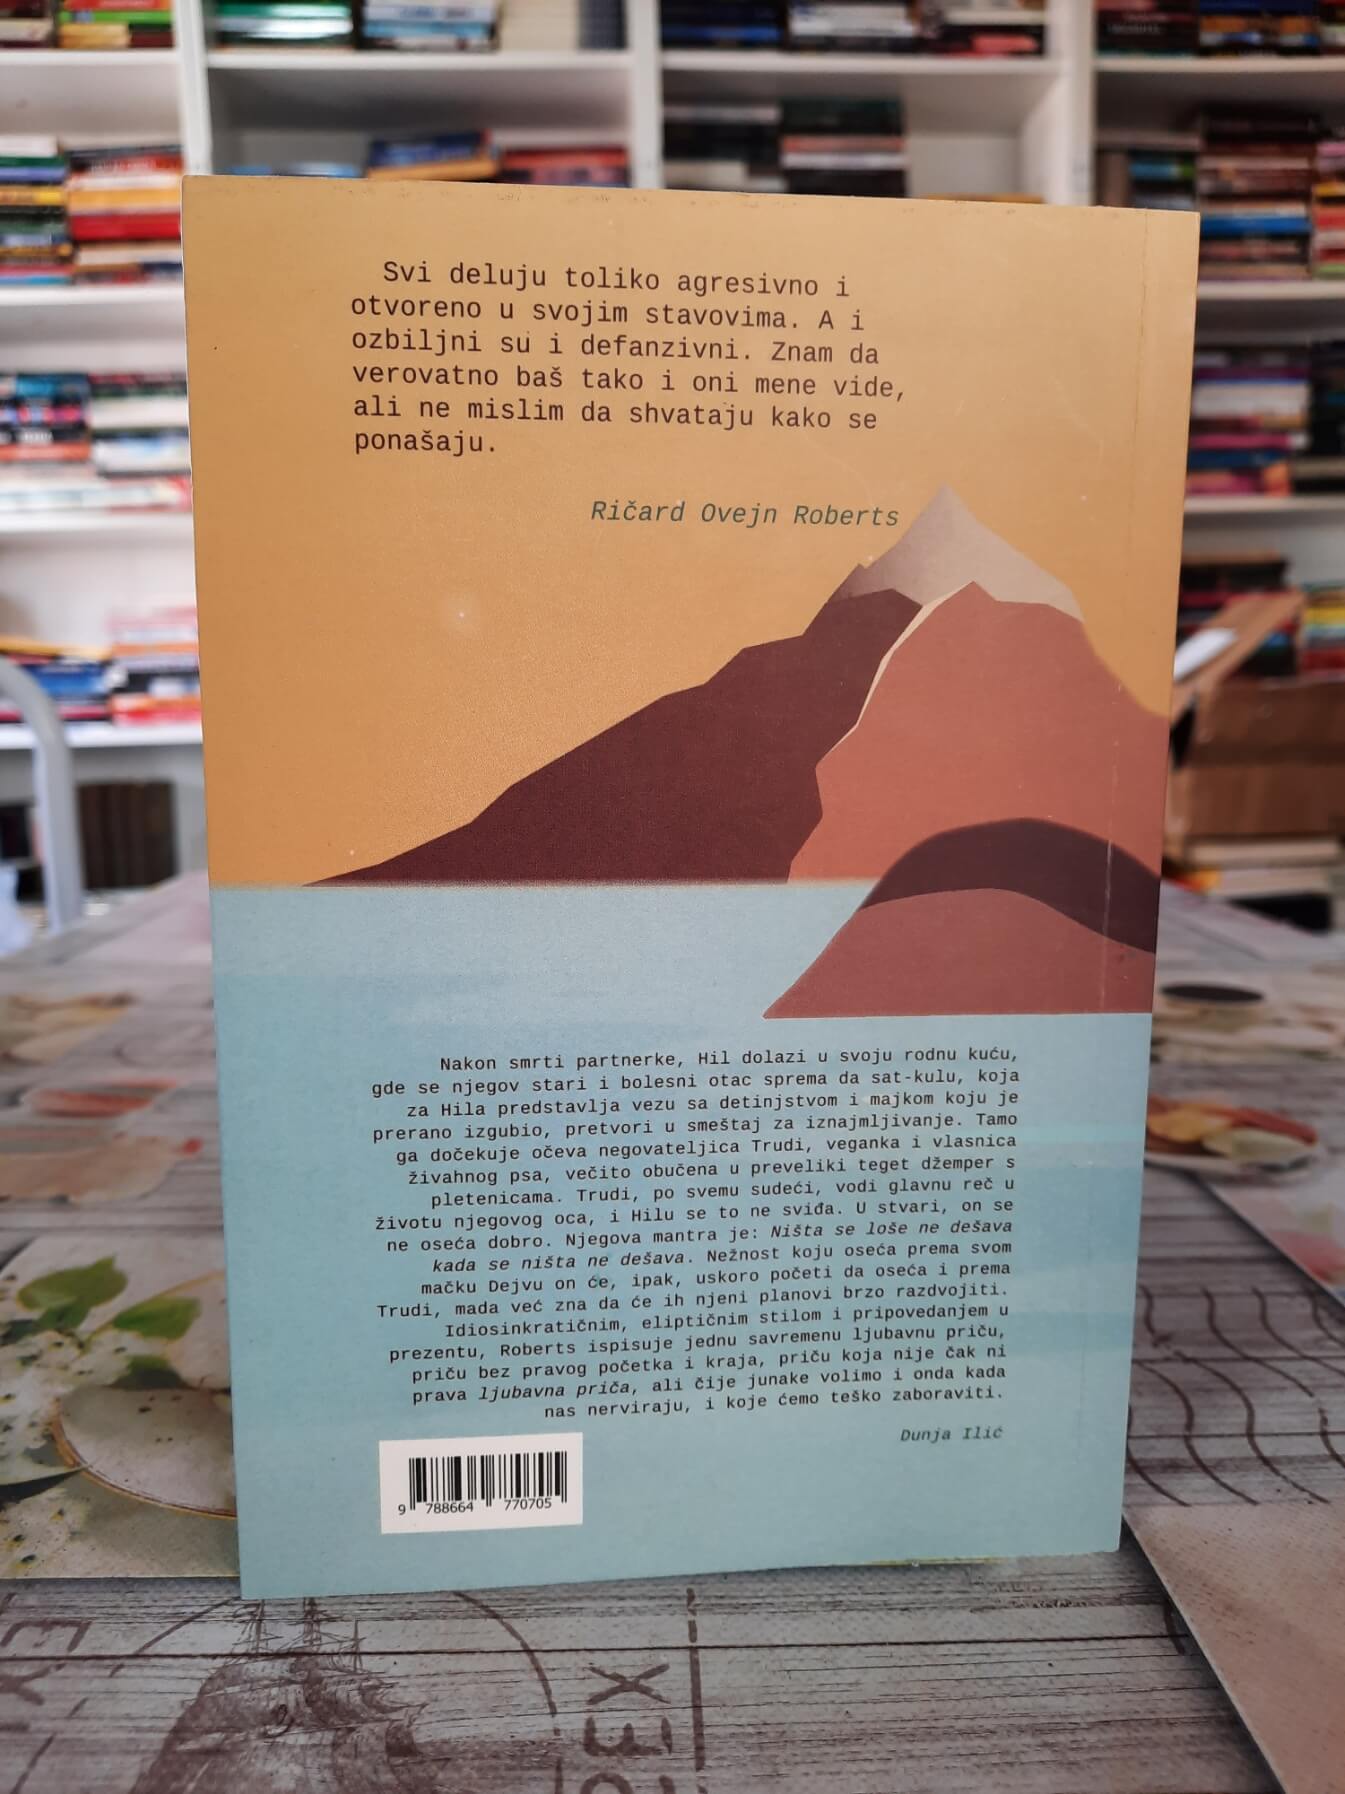 Svi deluju toliko agresivno i
otvoreno u svojim stavovima. A i
ozbiljni su i defanzivni. Znam da
verovatno baš tako i oni mene vide,
ali ne mislim da shvataju kako se
ponašaju.
Ričard Ovejn Roberts
Nakon smrti partnerke, Hil dolazi u svoju rodnu kuću,
gde se njegov stari i bolesni otac sprema da sat-kulu, koja
za Hila predstavlja vezu sa detinjstvom i majkom koju je
prerano izgubio, pretvori u smeštaj za iznajmljivanje. Tamo
ga dočekuje očeva negovateljica Trudi, veganka i vlasnica
živahnog psa, večito obučena u preveliki teget džemper s
pletenicama. Trudi, po svemu sudeći, vodi glavnu reč u
životu njegovog oca, i Hilu se to ne sviđa. U stvari, on se
ne oseća dobro. Njegova mantra je: Ništa se loše ne dešava
kada se ništa ne dešava. Nežnost koju oseća prema svom
mačku Dejvu on će, ipak, uskoro početi da oseća i prema
Trudi, mada već zna da će ih njeni planovi brzo razdvojiti.
Idiosinkratičnim, eliptičnim stilom i pripovedanjem u
prezentu, Roberts ispisuje jednu savremenu ljubavnu priču,
priču bez pravog početka i kraja, priču koja nije čak ni
prava ljubavna priča, ali čije junake volimo i onda kada
nas nerviraju, i koje ćemo teško zaboraviti.
Dunja Ilić
9 788664 770705